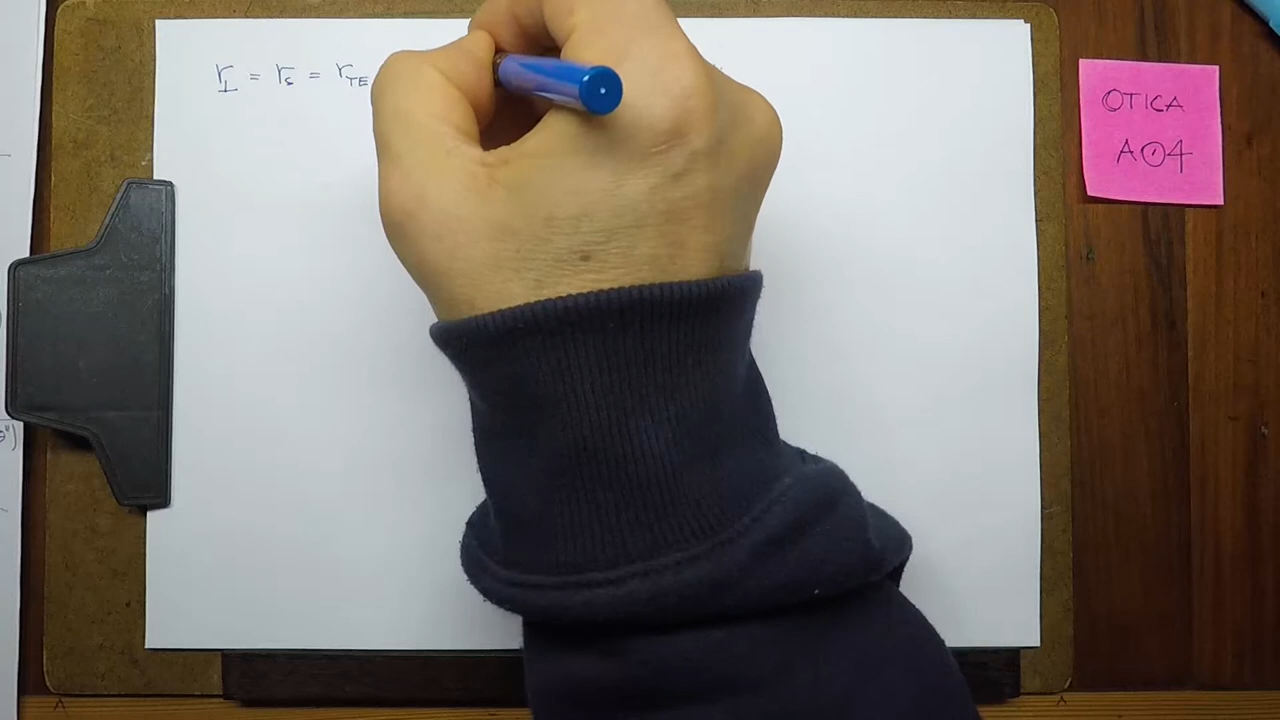 r⊥ = rs = rTE
OTICA
A04